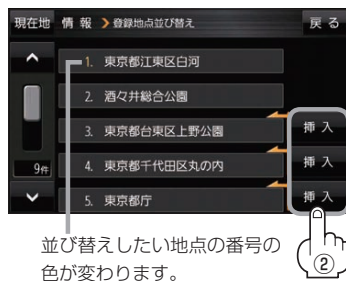 現在地 情 報 > 登録地点並び替え 戻 る
1. 東京都江東区白河
2. 酒々井総合公園
3. 東京都台東区上野公園 挿 入
4. 東京都千代田区丸の内 挿 入
9件
5. 東京都庁 挿 入
並び替えしたい地点の番号の
色が変わります。
②